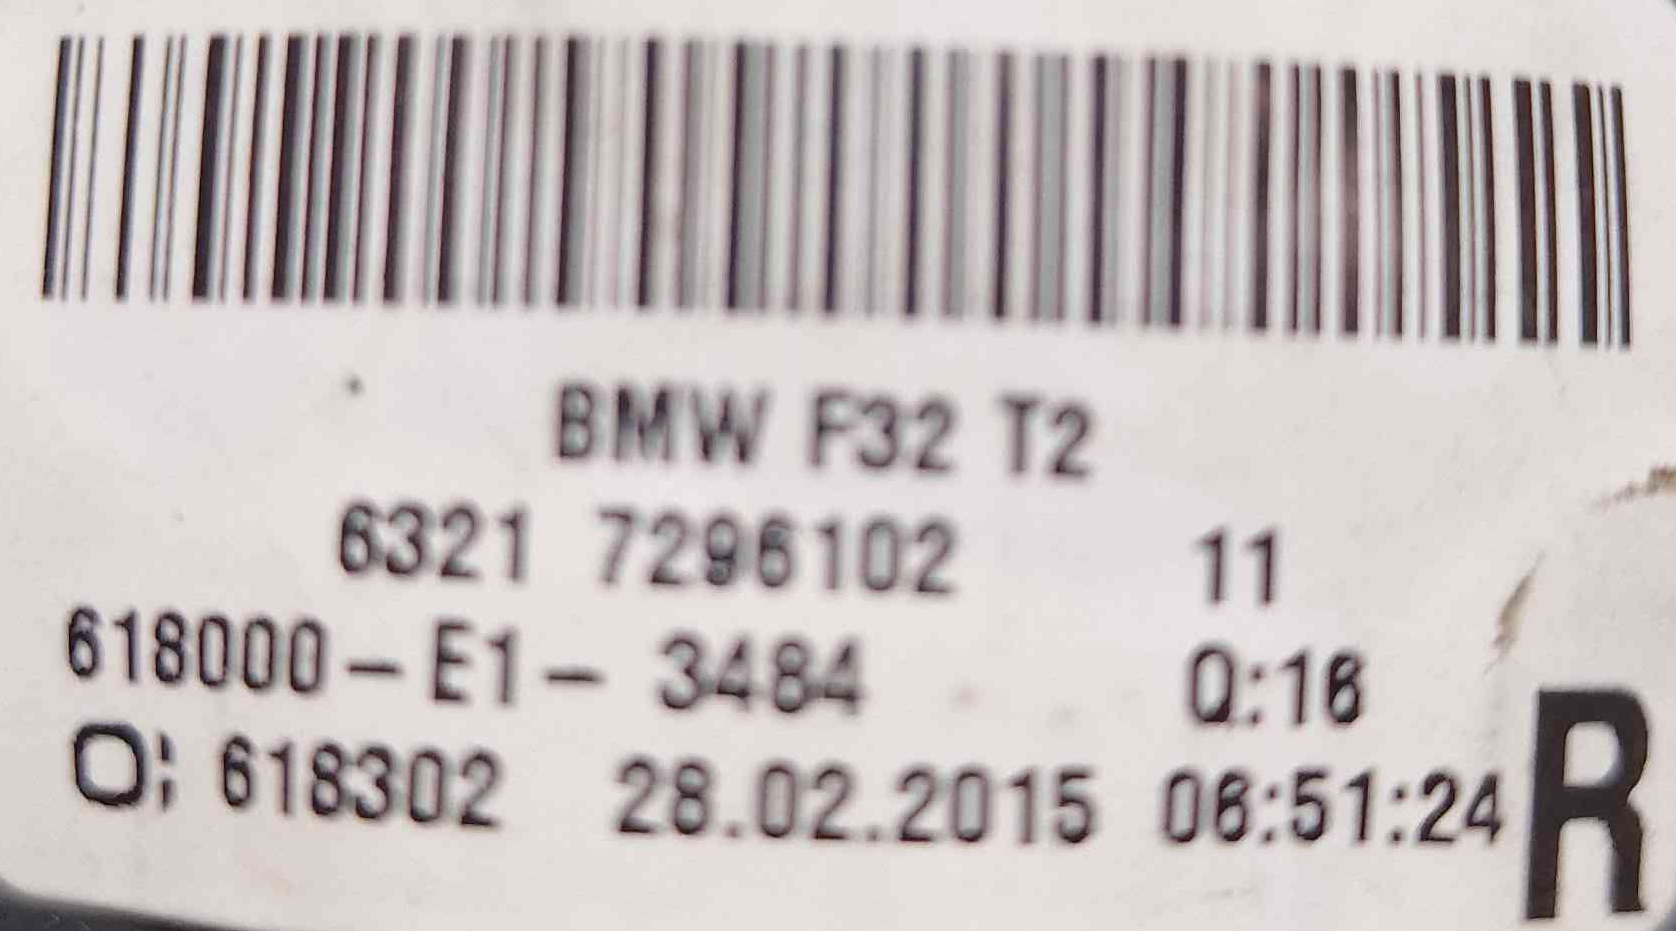 BMW F32 T2
6321 7296102 11
618000-E1- 3484 Q:16
O: 618302 28.02.2015 06:51:24
R